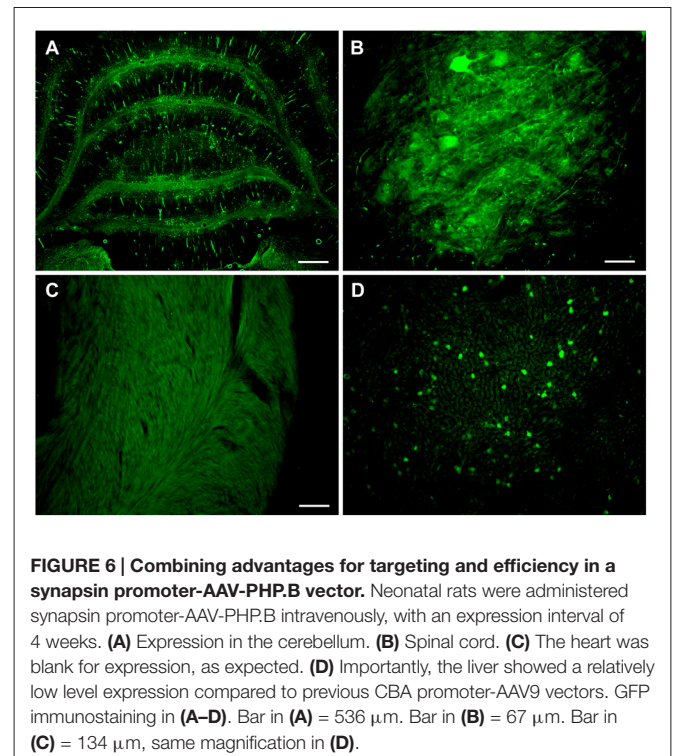 A
B
C
D
FIGURE 6 | Combining advantages for targeting and efficiency in a
synapsin promoter-AAV-PHP.B vector. Neonatal rats were administered
synapsin promoter-AAV-PHP.B intravenously, with an expression interval of
4 weeks. (A) Expression in the cerebellum. (B) Spinal cord. (C) The heart was
blank for expression, as expected. (D) Importantly, the liver showed a relatively
low level expression compared to previous CBA promoter-AAV9 vectors. GFP
immunostaining in (A–D). Bar in (A) = 536 μm. Bar in (B) = 67 μm. Bar in
(C) = 134 μm, same magnification in (D).